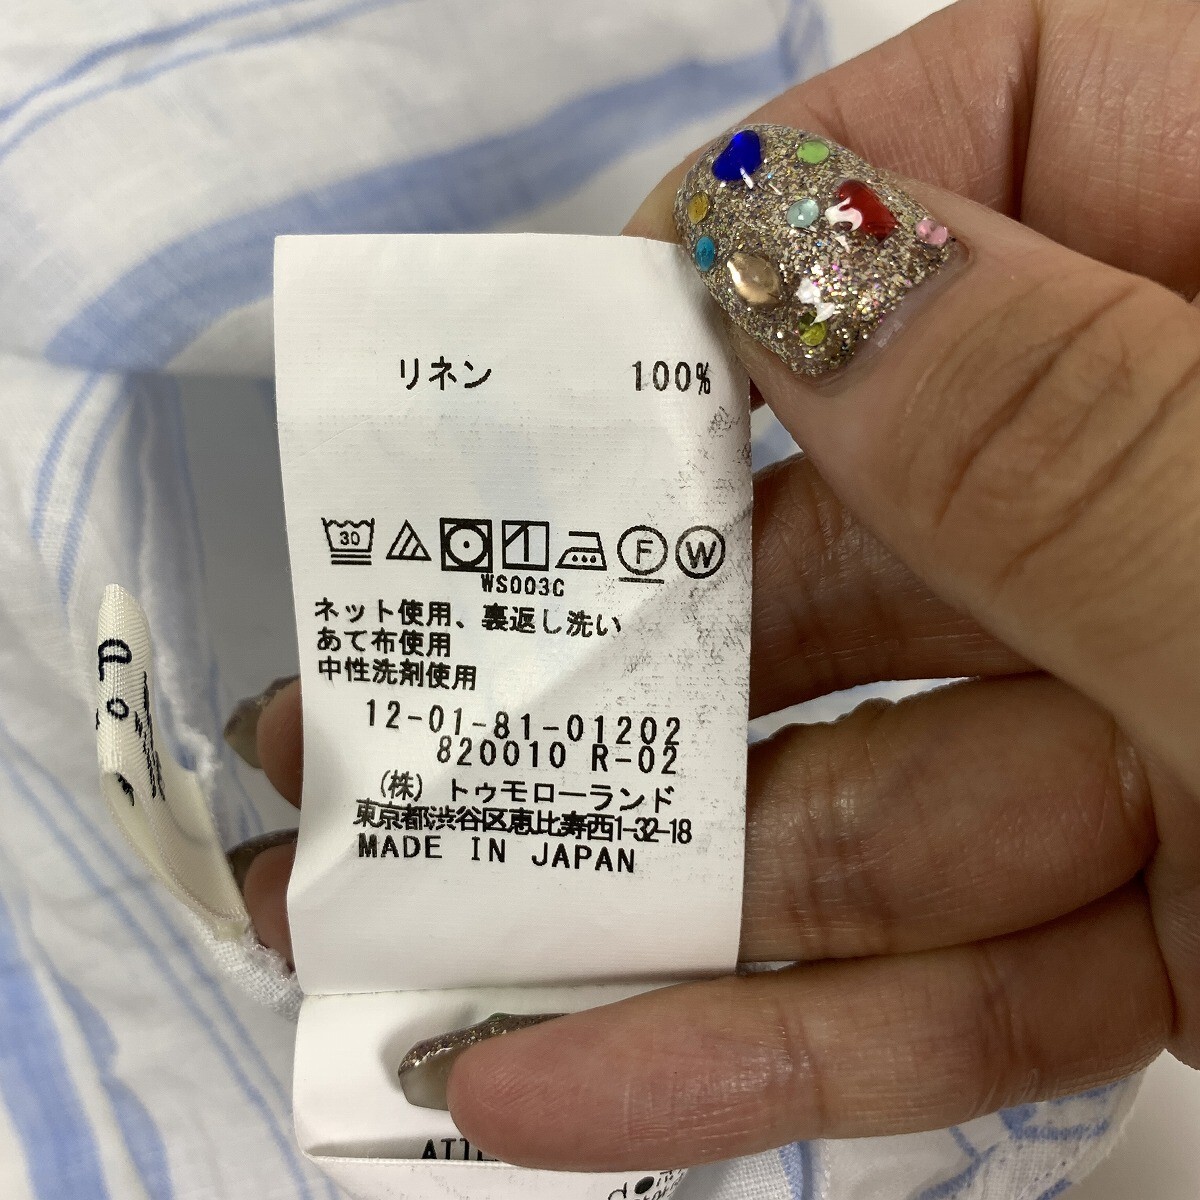 リネン 100%
30 F W
WS003C
ネット使用、裏返し洗い
あて布使用
中性洗剤使用
12-01-81-01202
820010 R-02
(株) トゥモローランド
東京都渋谷区恵比寿西1-32-18
MADE IN JAPAN